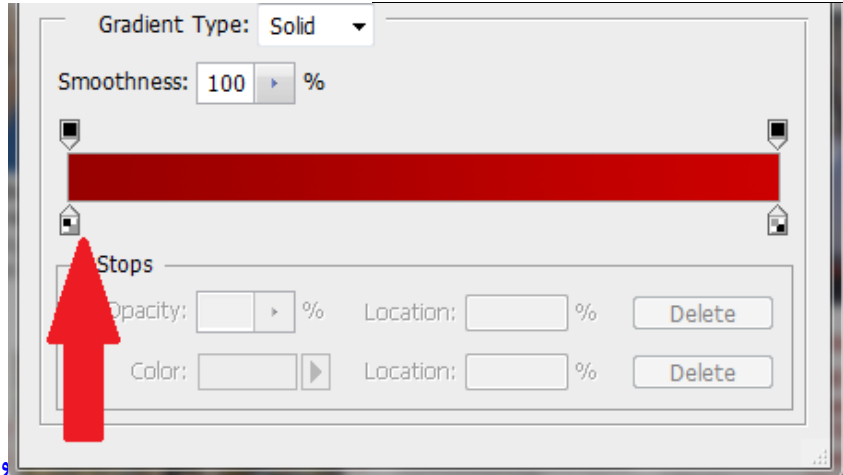 Gradient Type: Solid
Smoothness: 100 %
Stops
Opacity: % Location: % Delete
Color: Location: % Delete
و